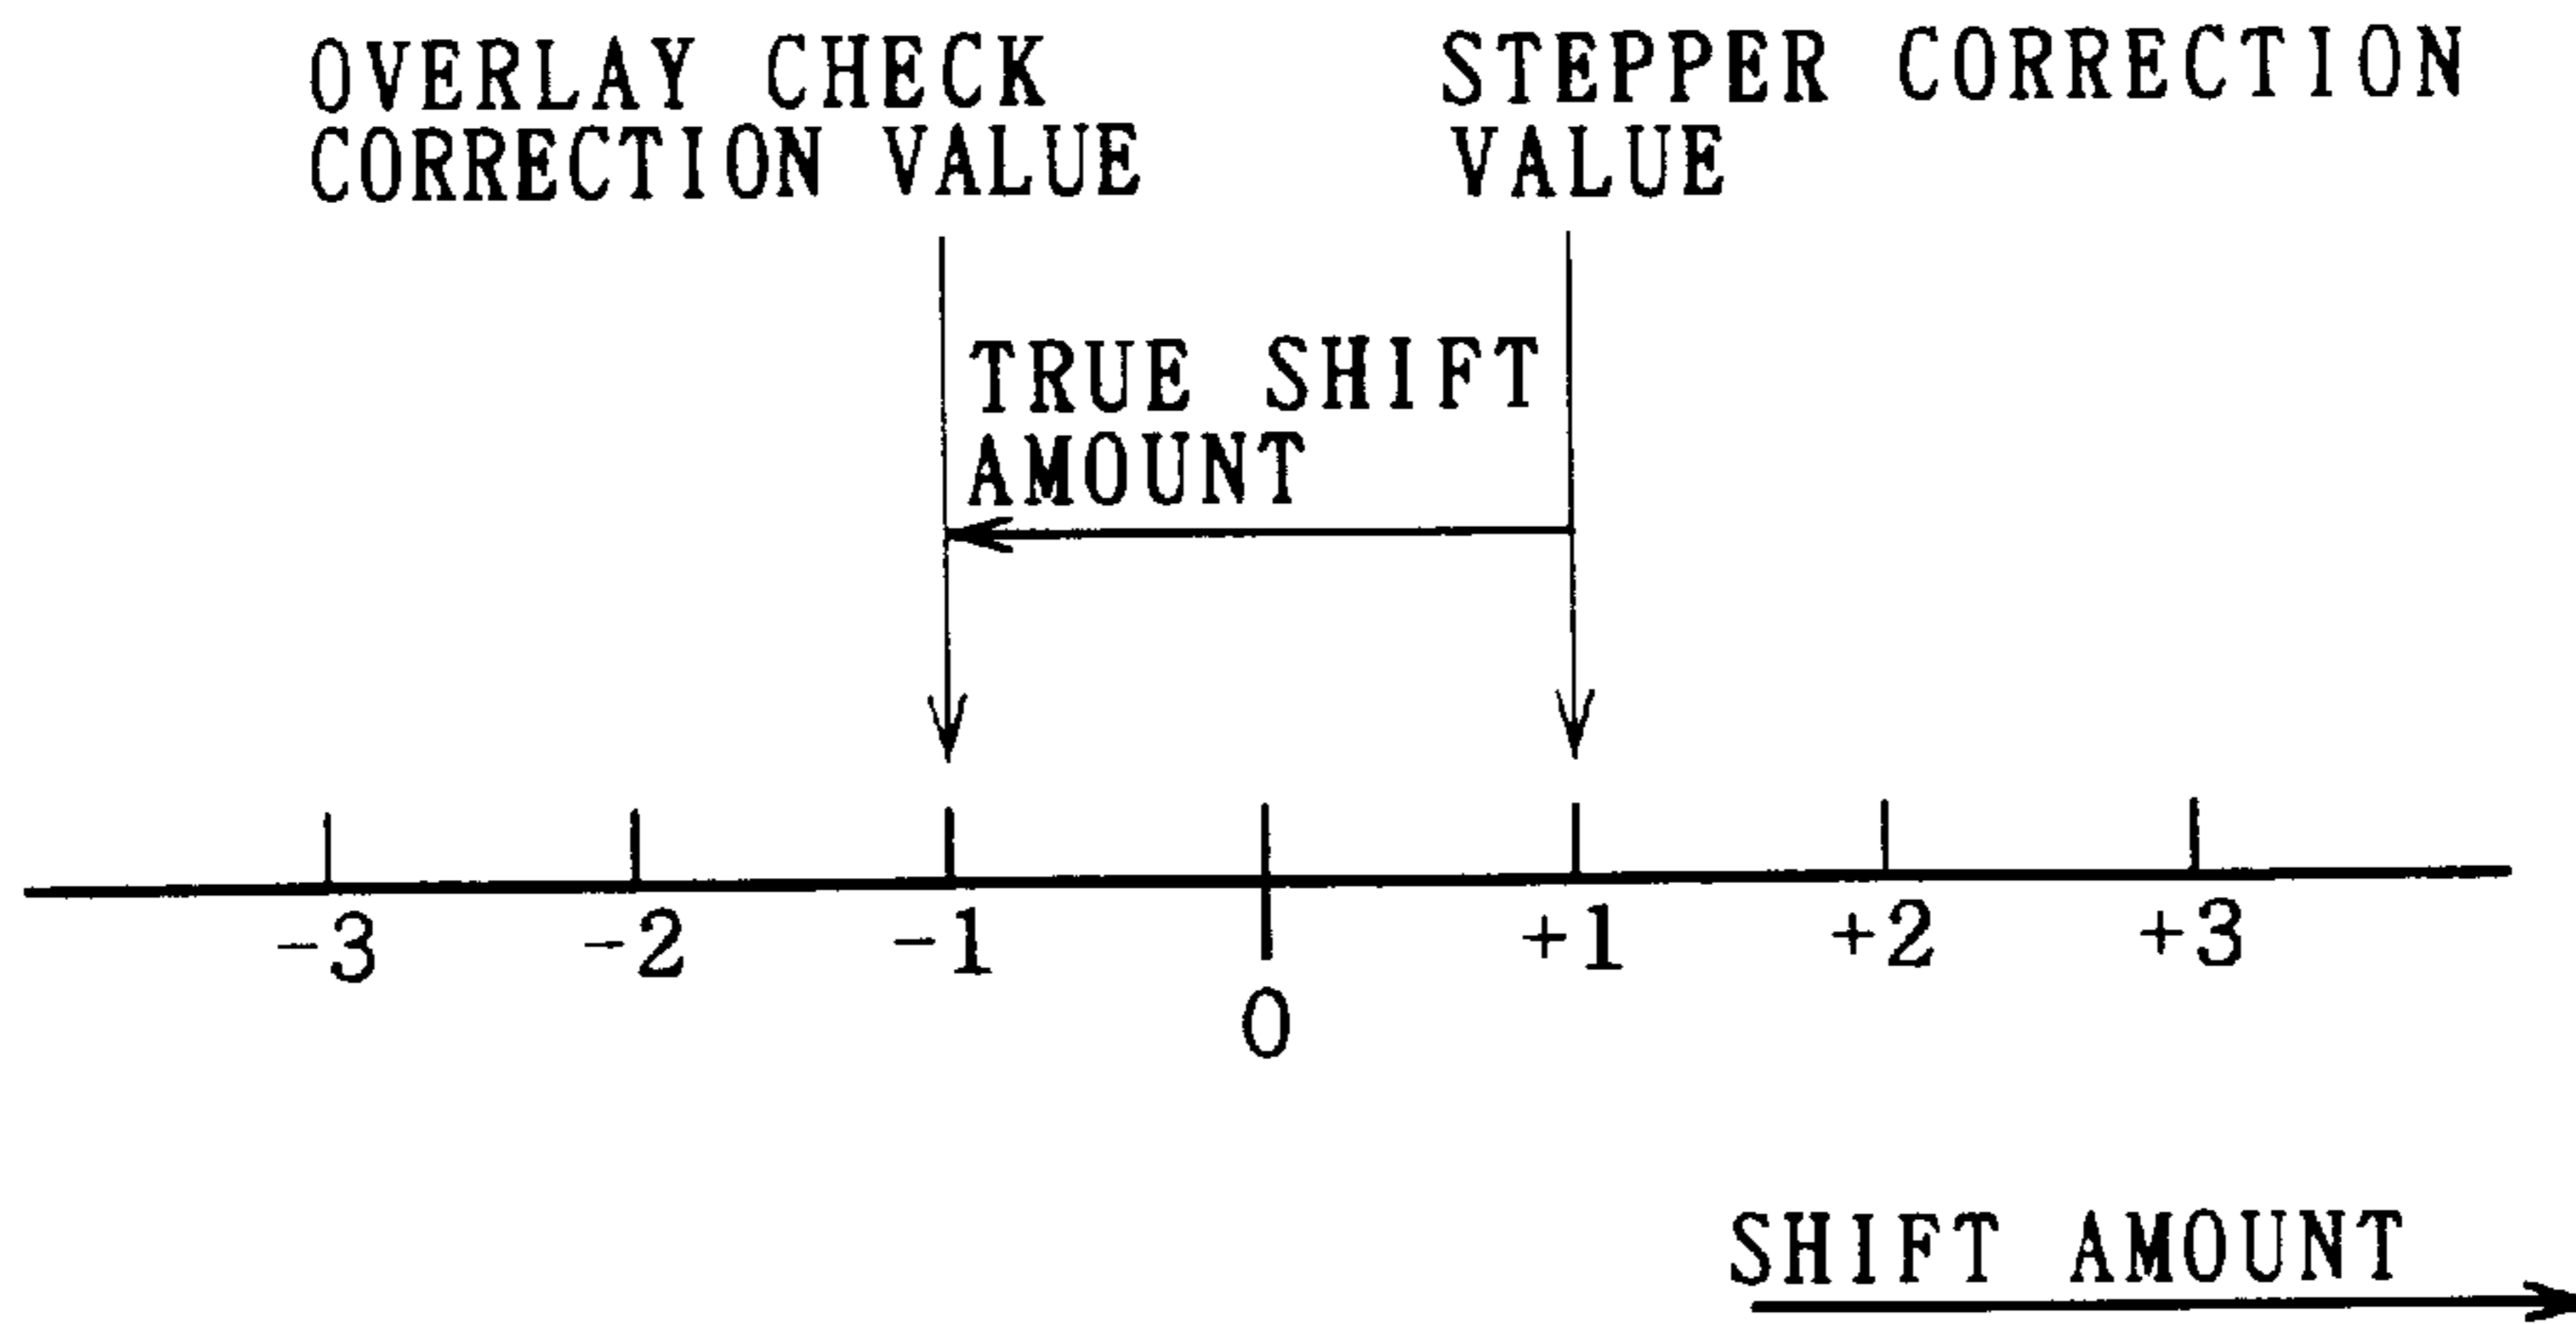 OVERLAY CHECK
CORRECTION VALUE
STEPPER CORRECTION
VALUE
TRUE SHIFT
AMOUNT
-3 -2 -1 +1 +2 +3
0
SHIFT AMOUNT